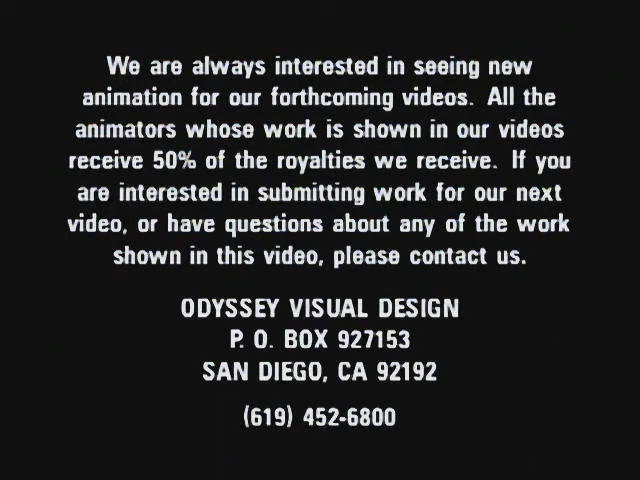 We are always interested in seeing new
animation for our forthcoming videos. All the
animators whose work is shown in our videos
receive 50% of the royalties we receive. If you
are interested in submitting work for our next
video, or have questions about any of the work
shown in this video, please contact us.
ODYSSEY VISUAL DESIGN
P. O. BOX 927153
SAN DIEGO, CA 92192
(619) 452-6800